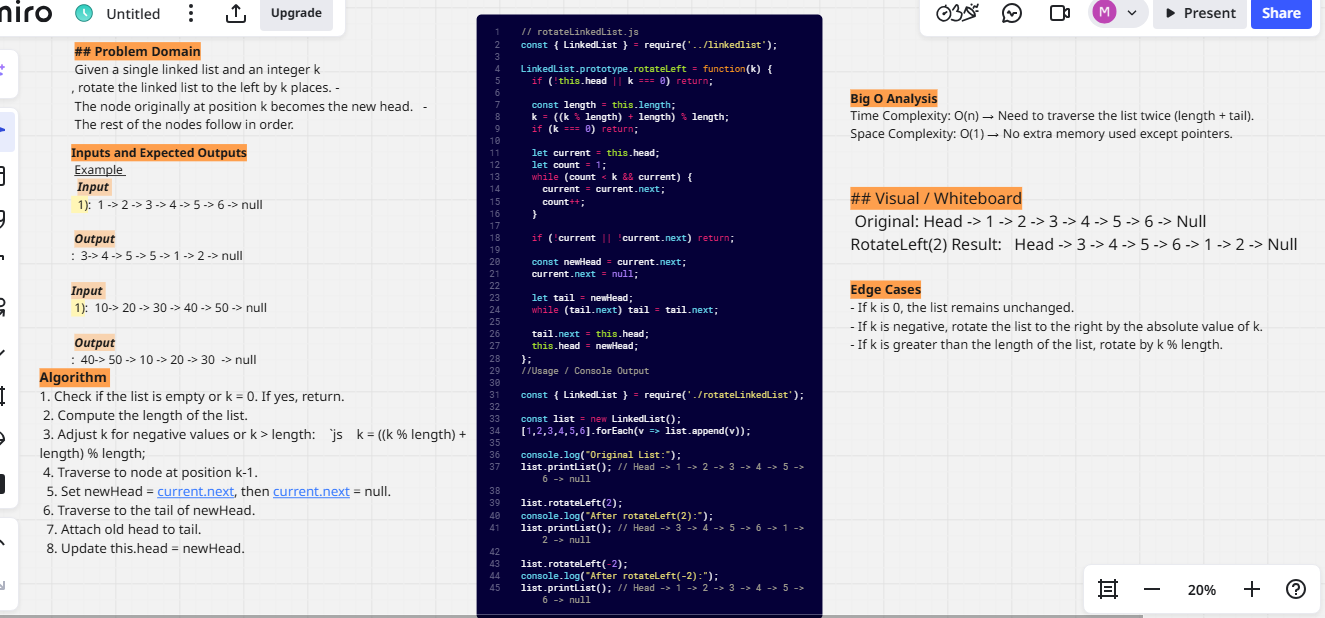 miro
Untitled
Upgrade
M
Present
Share
## Problem Domain
Given a single linked list and an integer k
, rotate the linked list to the left by k places. -
The node originally at position k becomes the new head. -
The rest of the nodes follow in order.
Inputs and Expected Outputs
Example
Input
1): 1 -> 2 -> 3 -> 4 -> 5 -> 6 -> null
Output
: 3-> 4 -> 5 -> 5 -> 1 -> 2 -> null
Input
1): 10-> 20 -> 30 -> 40 -> 50 -> null
Output
: 40-> 50 -> 10 -> 20 -> 30 -> null
Algorithm
1. Check if the list is empty or k = 0. If yes, return.
2. Compute the length of the list.
3. Adjust k for negative values or k > length: `js k = ((k % length) +
length) % length;
4. Traverse to node at position k-1.
5. Set newHead = current.next, then current.next = null.
6. Traverse to the tail of newHead.
7. Attach old head to tail.
8. Update this.head = newHead.
1 // rotateLinkedList.js
2 const { LinkedList } = require('../linkedlist');
3
4 LinkedList.prototype.rotateLeft = function(k) {
5 if (!this.head || k === 0) return;
6
7 const length = this.length;
8 k = ((k % length) + length) % length;
9 if (k === 0) return;
10
11 let current = this.head;
12 let count = 1;
13 while (count < k && current) {
14 current = current.next;
15 count++;
16 }
17
18 if (!current || !current.next) return;
19
20 const newHead = current.next;
21 current.next = null;
22
23 let tail = newHead;
24 while (tail.next) tail = tail.next;
25
26 tail.next = this.head;
27 this.head = newHead;
28 };
29 //Usage / Console Output
30
31 const { LinkedList } = require('./rotateLinkedList');
32
33 const list = new LinkedList();
34 [1,2,3,4,5,6].forEach(v => list.append(v));
35
36 console.log("Original List:");
37 list.printList(); // Head -> 1 -> 2 -> 3 -> 4 -> 5 ->
6 -> null
38
39 list.rotateLeft(2);
40 console.log("After rotateLeft(2):");
41 list.printList(); // Head -> 3 -> 4 -> 5 -> 6 -> 1 ->
2 -> null
42
43 list.rotateLeft(-2);
44 console.log("After rotateLeft(-2):");
45 list.printList(); // Head -> 1 -> 2 -> 3 -> 4 -> 5 ->
6 -> null
Big O Analysis
Time Complexity: O(n) → Need to traverse the list twice (length + tail).
Space Complexity: O(1) → No extra memory used except pointers.
## Visual / Whiteboard
Original: Head -> 1 -> 2 -> 3 -> 4 -> 5 -> 6 -> Null
RotateLeft(2) Result: Head -> 3 -> 4 -> 5 -> 6 -> 1 -> 2 -> Null
Edge Cases
- If k is 0, the list remains unchanged.
- If k is negative, rotate the list to the right by the absolute value of k.
- If k is greater than the length of the list, rotate by k % length.
20%